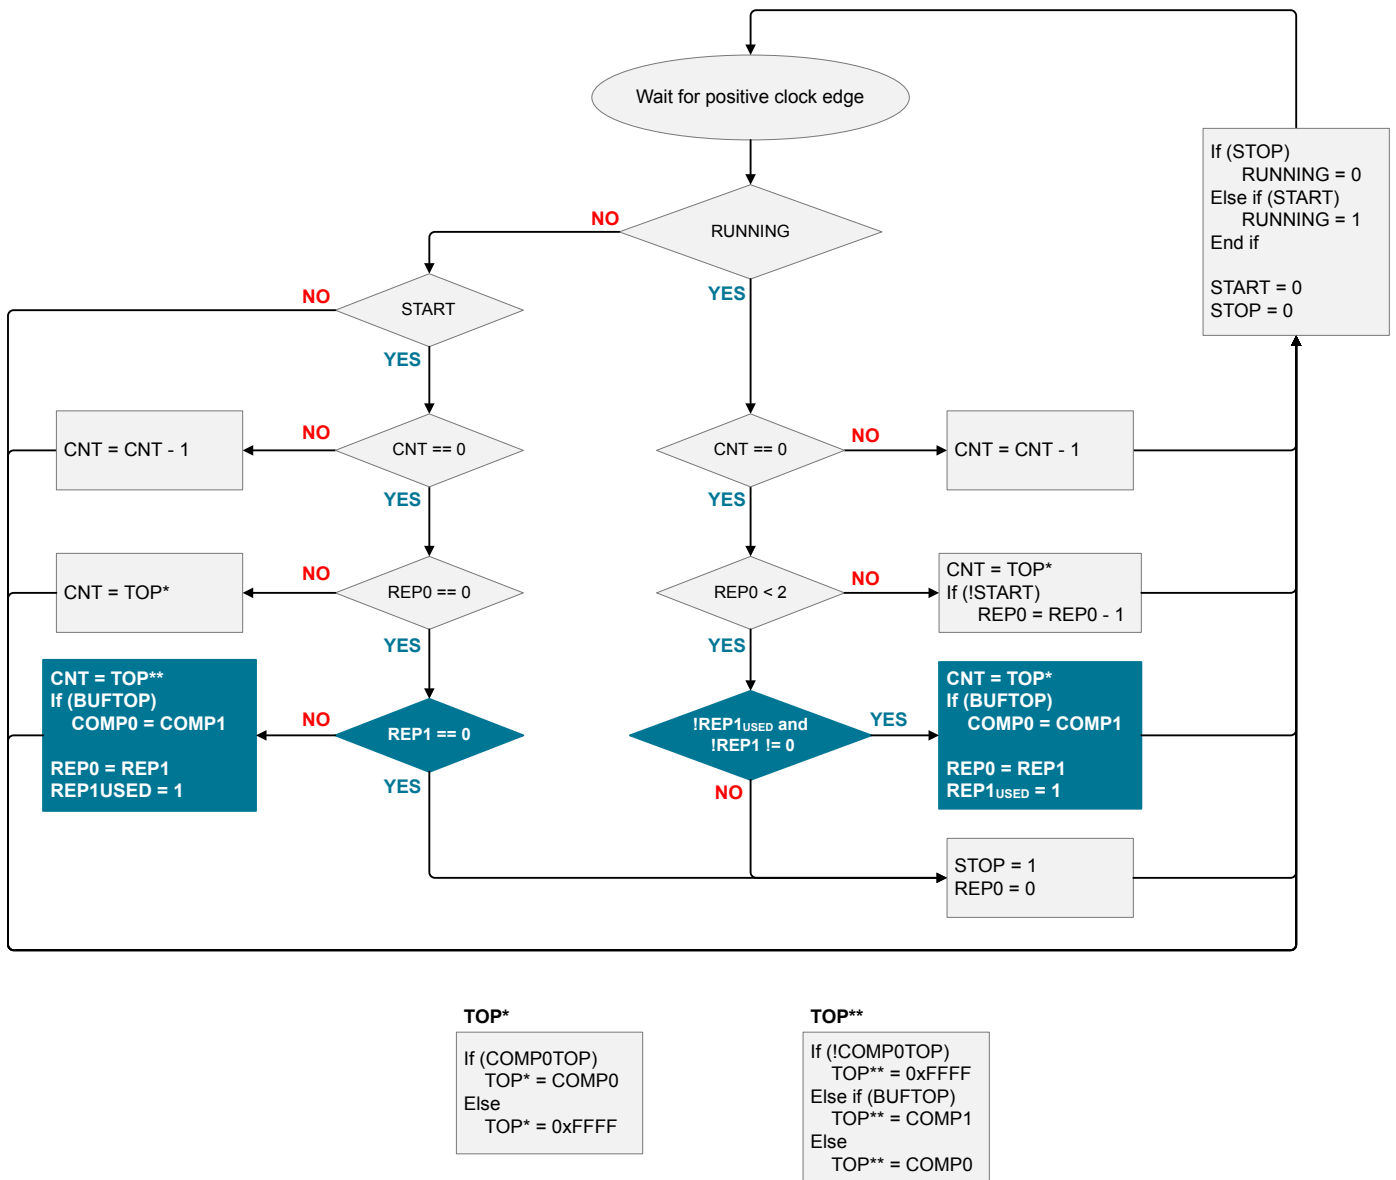 Wait for positive clock edge
If (STOP)
RUNNING = 0
Else if (START)
RUNNING = 1
End if
START = 0
STOP = 0
RUNNING
NO
YES
START
NO
YES
CNT = CNT - 1
NO
CNT == 0
YES
CNT == 0
NO
YES
CNT = CNT - 1
CNT = TOP*
NO
REP0 == 0
YES
REP0 < 2
NO
YES
CNT = TOP*
If (!START)
REP0 = REP0 - 1
CNT = TOP**
If (BUFTOP)
COMP0 = COMP1
REP0 = REP1
REP1USED = 1
NO
REP1 == 0
YES
!REP1USED and
!REP1 != 0
YES
NO
CNT = TOP*
If (BUFTOP)
COMP0 = COMP1
REP0 = REP1
REP1USED = 1
STOP = 1
REP0 = 0
TOP*
If (COMP0TOP)
TOP* = COMP0
Else
TOP* = 0xFFFF
TOP**
If (!COMP0TOP)
TOP** = 0xFFFF
Else if (BUFTOP)
TOP** = COMP1
Else
TOP** = COMP0